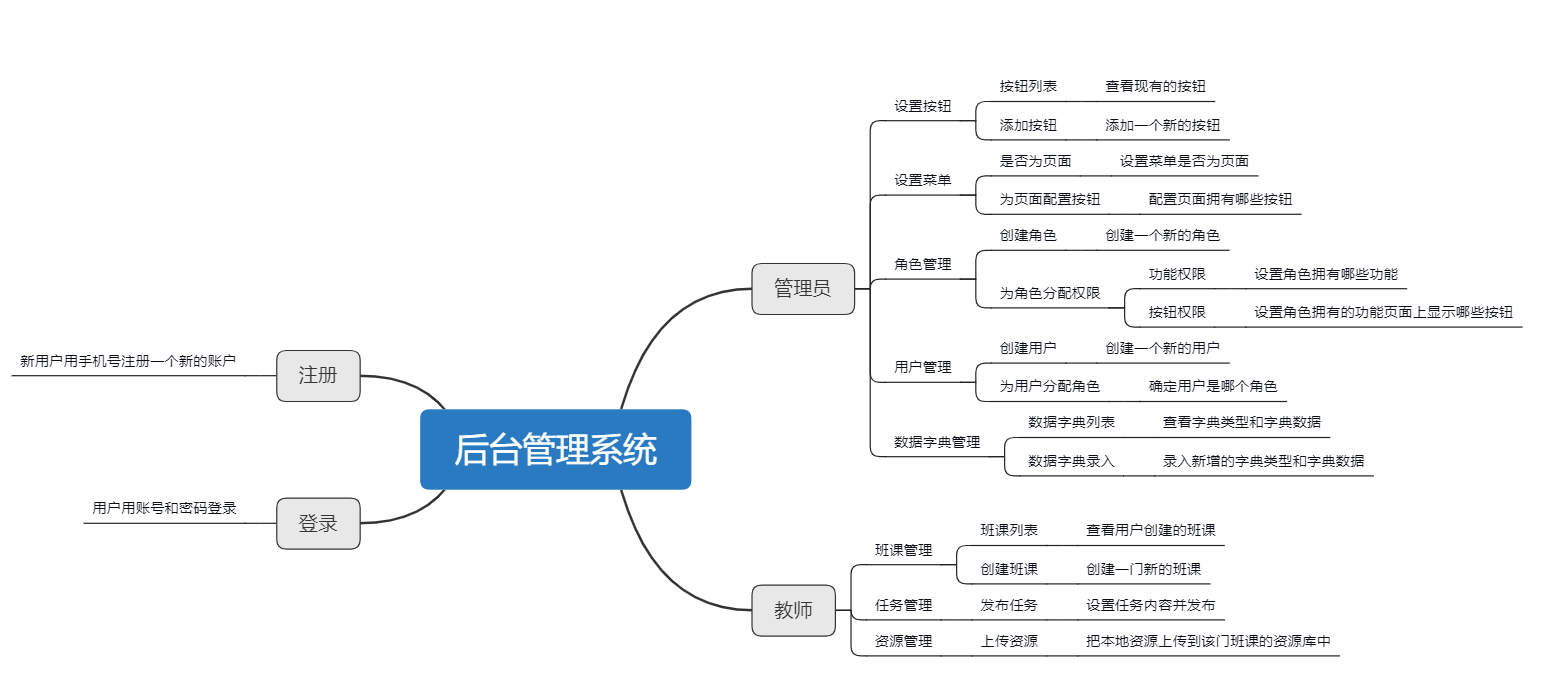 后台管理系统
注册
新用户用手机号注册一个新的账户
登录
用户用账号和密码登录
管理员
设置按钮
按钮列表
查看现有的按钮
添加按钮
添加一个新的按钮
设置菜单
是否为页面
设置菜单是否为页面
为页面配置按钮
配置页面拥有哪些按钮
角色管理
创建角色
创建一个新的角色
为角色分配权限
功能权限
设置角色拥有哪些功能
按钮权限
设置角色拥有的功能页面上显示哪些按钮
用户管理
创建用户
创建一个新的用户
为用户分配角色
确定用户是哪个角色
数据字典管理
数据字典列表
查看字典类型和字典数据
数据字典录入
录入新增的字典类型和字典数据
教师
班课管理
班课列表
查看用户创建的班课
创建班课
创建一门新的班课
任务管理
发布任务
设置任务内容并发布
资源管理
上传资源
把本地资源上传到该门班课的资源库中